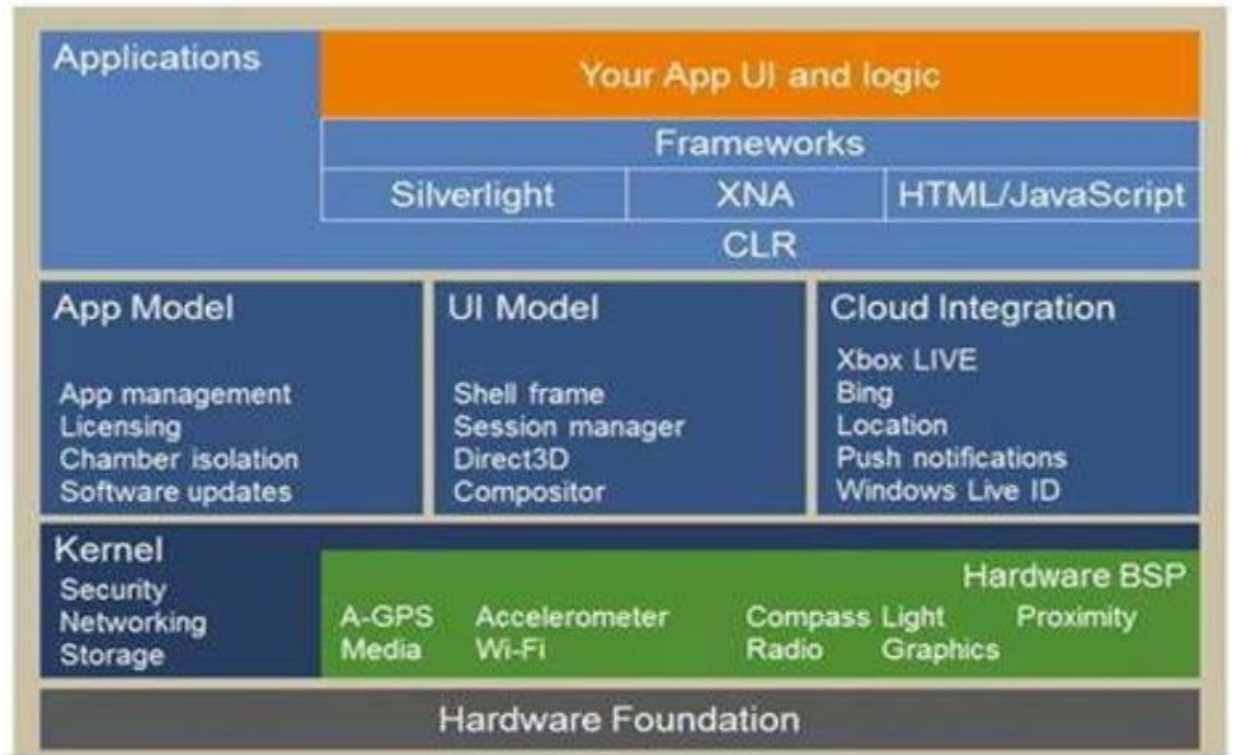 Applications
Your App UI and logic
Frameworks
Silverlight
XNA
HTML/JavaScript
CLR
App Model
App management
Licensing
Chamber isolation
Software updates
UI Model
Shell frame
Session manager
Direct3D
Compositor
Cloud Integration
Xbox LIVE
Bing
Location
Push notifications
Windows Live ID
Kernel
Security
Networking
Storage
Hardware BSP
A-GPS Accelerometer Compass Light Proximity
Media Wi-Fi Radio Graphics
Hardware Foundation